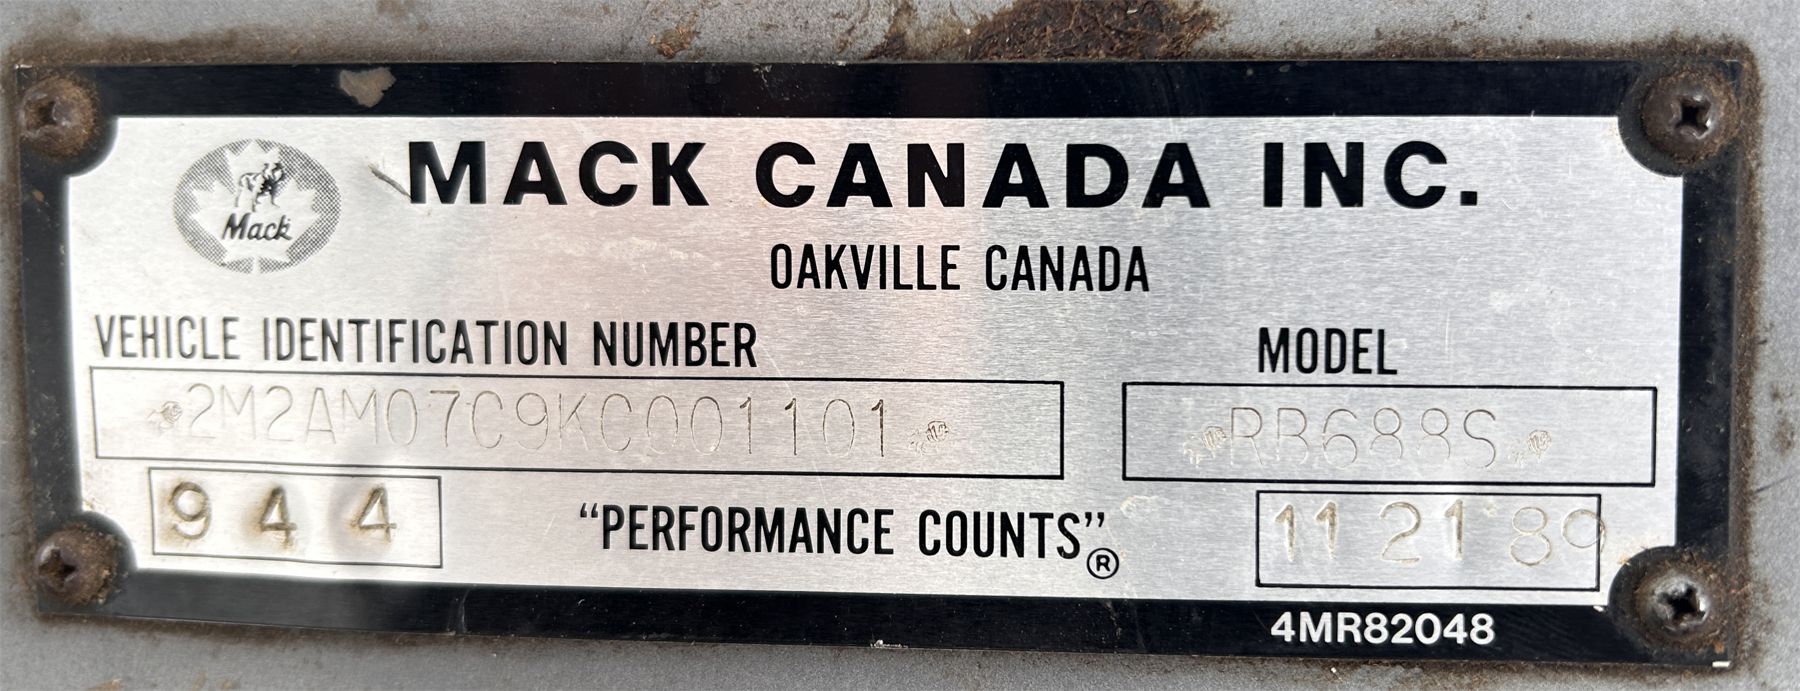 Mack
MACK CANADA INC.
OAKVILLE CANADA
VEHICLE IDENTIFICATION NUMBER
MODEL
2M2AM07C9KC001101
RB688S
944
"PERFORMANCE COUNTS"®
11 21 89
4MR82048